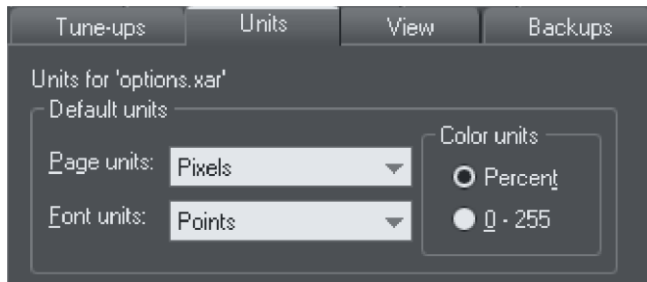 Tune-ups Units View Backups
Units for 'options.xar'
Default units
Color units
Page units: Pixels
Percent
Font units: Points
0 - 255